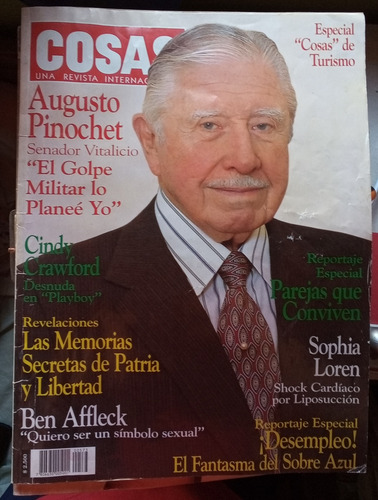 COSAS
UNA REVISTA INTERNAC
Especial
"Cosas" de
Turismo
Augusto
Pinochet
Senador Vitalicio
"El Golpe
Militar lo
Planeé Yo"
Cindy
Crawford
Desnuda
en "Playboy"
Reportaje
Especial
Parejas que
Conviven
Revelaciones
Las Memorias
Secretas de Patria
y Libertad
Sophia
Loren
Shock Cardíaco
por Liposucción
Ben Affleck
"Quiero ser un símbolo sexual"
Reportaje Especial
¡Desempleo!
El Fantasma del Sobre Azul
$ 2.500